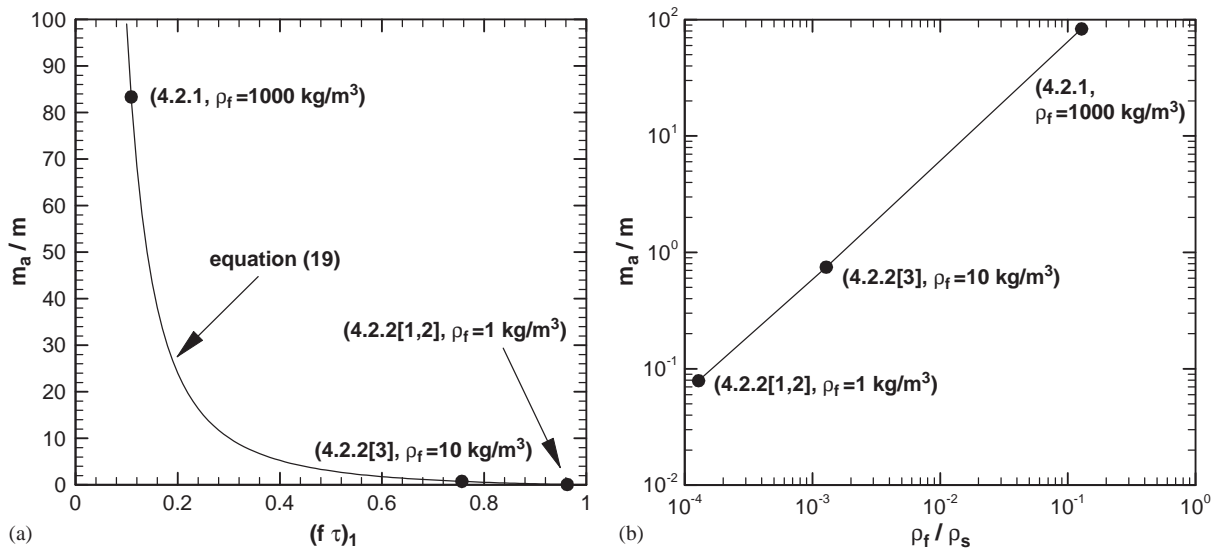 100
90
80
70
60
50
40
30
20
10
0
m_a / m
(4.2.1, ρ_f =1000 kg/m³)
equation (19)
(4.2.2[1,2], ρ_f =1 kg/m³)
(4.2.2[3], ρ_f =10 kg/m³)
0 0.2 0.4 0.6 0.8 1
(a) (f τ)₁
10²
10¹
10⁰
10⁻¹
10⁻²
m_a / m
(4.2.1,
ρ_f =1000 kg/m³)
(4.2.2[3], ρ_f =10 kg/m³)
(4.2.2[1,2], ρ_f =1 kg/m³)
10⁻⁴ 10⁻³ 10⁻² 10⁻¹ 10⁰
(b) ρ_f / ρ_s